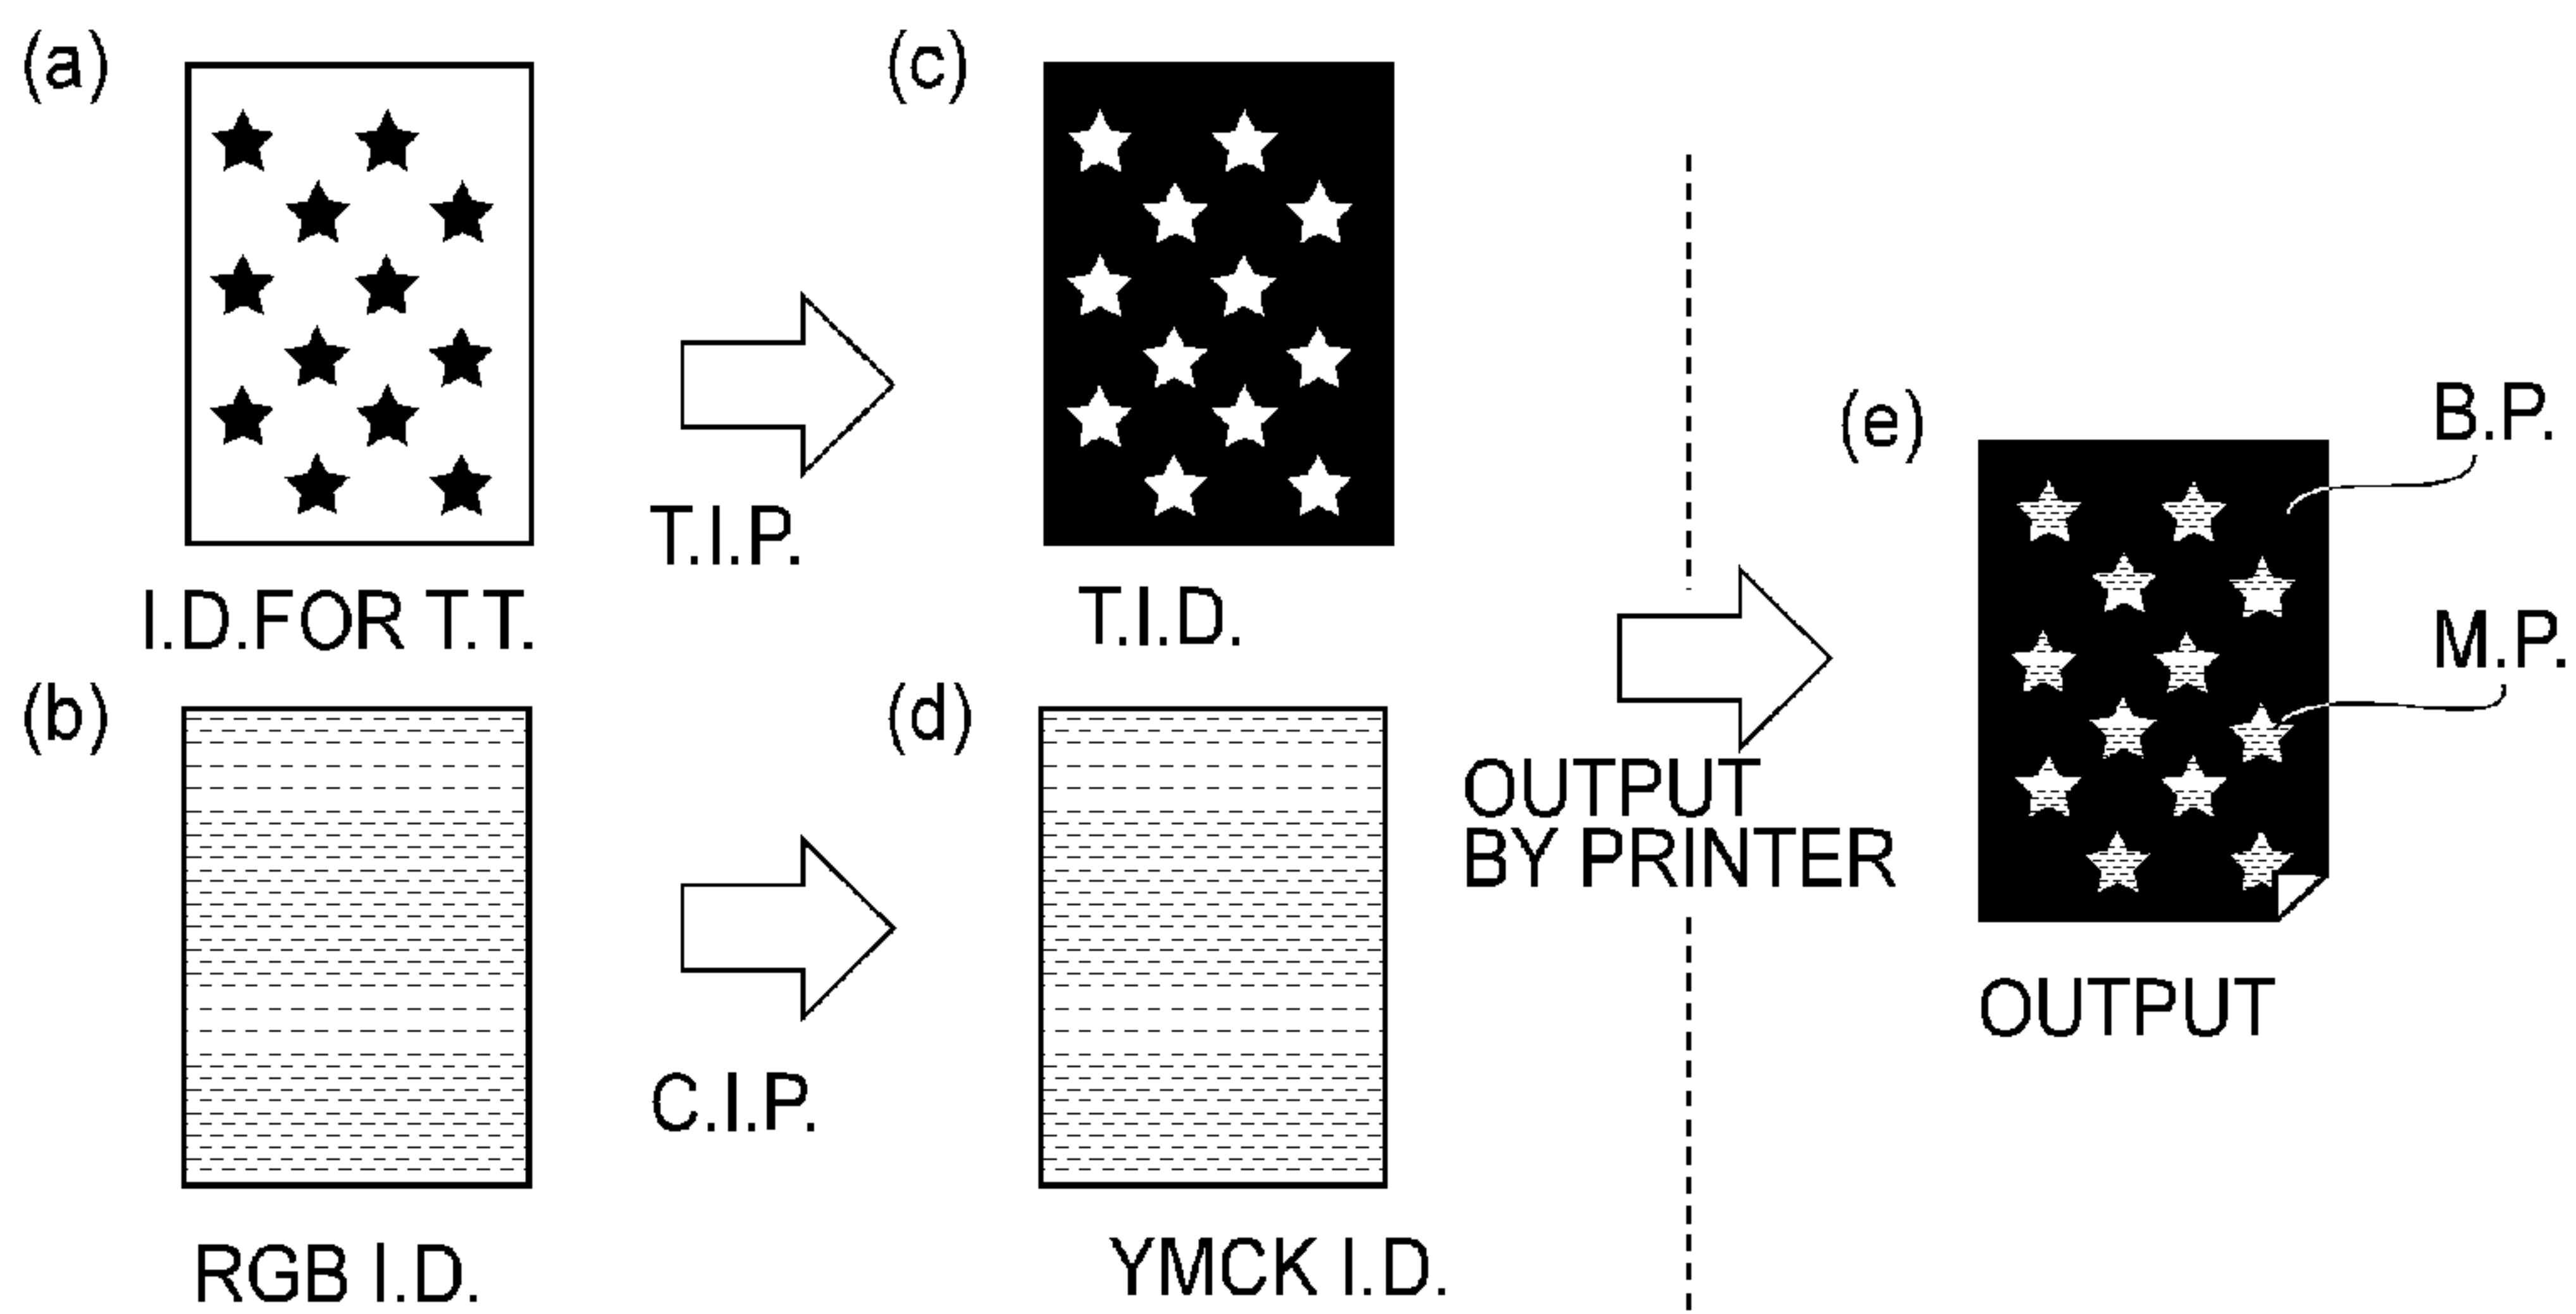 (a)
I.D.FOR T.T.
T.I.P.
(c)
T.I.D.
(b)
RGB I.D.
C.I.P.
(d)
YMCK I.D.
OUTPUT
BY PRINTER
(e)
B.P.
M.P.
OUTPUT